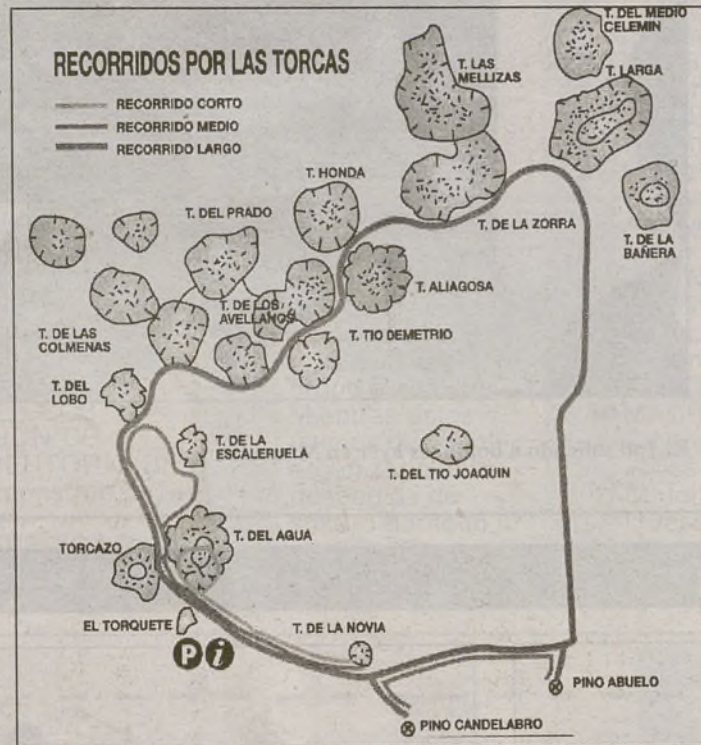 T. DEL MEDIO
CELEMIN
RECORRIDOS POR LAS TORCAS
T. LAS
MELLIZAS
T. LARGA
RECORRIDO CORTO
RECORRIDO MEDIO
RECORRIDO LARGO
T. HONDA
T. DEL PRADO
T. DE LA ZORRA
T. DE LA
BAÑERA
T. ALIAGOSA
T. DE LOS
AVELLANOS
T. TIO DEMETRIO
T. DE LAS
COLMENAS
T. DEL
LOBO
T. DE LA
ESCALERUELA
T. DEL TIO JOAQUIN
T. DEL AGUA
TORCAZO
EL TORQUETE
T. DE LA NOVIA
P i
PINO ABUELO
PINO CANDELABRO